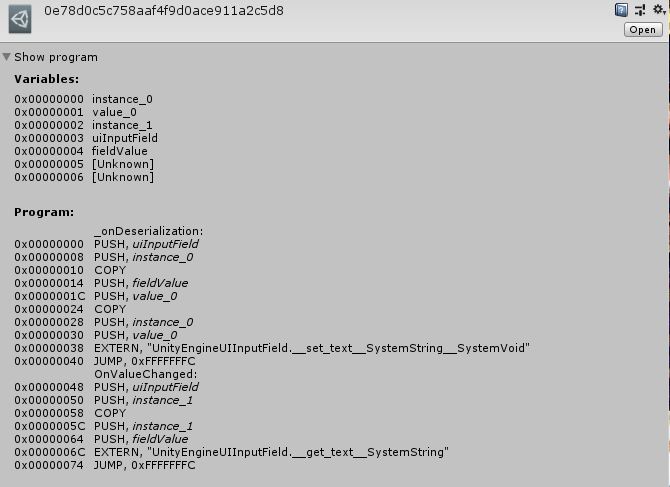 0e78d0c5c758aaf4f9d0ace911a2c5d8
Open
Show program
Variables:
0x00000000 instance_0
0x00000001 value_0
0x00000002 instance_1
0x00000003 uiInputField
0x00000004 fieldValue
0x00000005 [Unknown]
0x00000006 [Unknown]
Program:
_onDeserialization:
0x00000000 PUSH, uiInputField
0x00000008 PUSH, instance_0
0x00000010 COPY
0x00000014 PUSH, fieldValue
0x0000001C PUSH, value_0
0x00000024 COPY
0x00000028 PUSH, instance_0
0x00000030 PUSH, value_0
0x00000038 EXTERN, "UnityEngineUIInputField.__set_text__SystemString__SystemVoid"
0x00000040 JUMP, 0xFFFFFFFC
OnValueChanged:
0x00000048 PUSH, uiInputField
0x00000050 PUSH, instance_1
0x00000058 COPY
0x0000005C PUSH, instance_1
0x00000064 PUSH, fieldValue
0x0000006C EXTERN, "UnityEngineUIInputField.__get_text__SystemString"
0x00000074 JUMP, 0xFFFFFFFC